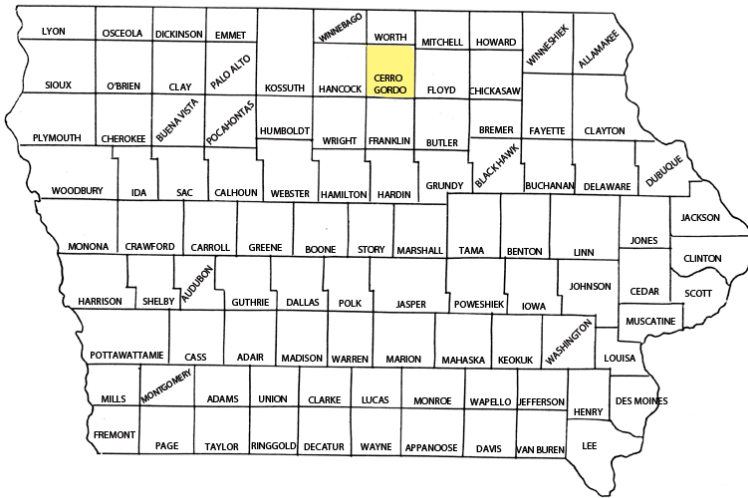 LYON
OSCEOLA
DICKINSON
EMMET
WINNEBAGO
WORTH
MITCHELL
HOWARD
WINNESHIEK
ALLAMAKEE
SIOUX
O'BRIEN
CLAY
PALO ALTO
KOSSUTH
HANCOCK
CERRO
GORDO
FLOYD
CHICKASAW
PLYMOUTH
CHEROKEE
BUENA VISTA
POCAHONTAS
HUMBOLDT
WRIGHT
FRANKLIN
BUTLER
BREMER
FAYETTE
CLAYTON
WOODBURY
IDA
SAC
CALHOUN
WEBSTER
HAMILTON
HARDIN
GRUNDY
BLACK HAWK
BUCHANAN
DELAWARE
DUBUQUE
MONONA
CRAWFORD
CARROLL
GREENE
BOONE
STORY
MARSHALL
TAMA
BENTON
LINN
JONES
JACKSON
CLINTON
HARRISON
SHELBY
AUDUBON
GUTHRIE
DALLAS
POLK
JASPER
POWESHIEK
IOWA
JOHNSON
CEDAR
SCOTT
MUSCATINE
POTTAWATTAMIE
CASS
ADAIR
MADISON
WARREN
MARION
MAHASKA
KEOKUK
WASHINGTON
LOUISA
MILLS
MONTGOMERY
ADAMS
UNION
CLARKE
LUCAS
MONROE
WAPELLO
JEFFERSON
HENRY
DES MOINES
FREMONT
PAGE
TAYLOR
RINGGOLD
DECATUR
WAYNE
APPANOOSE
DAVIS
VAN BUREN
LEE